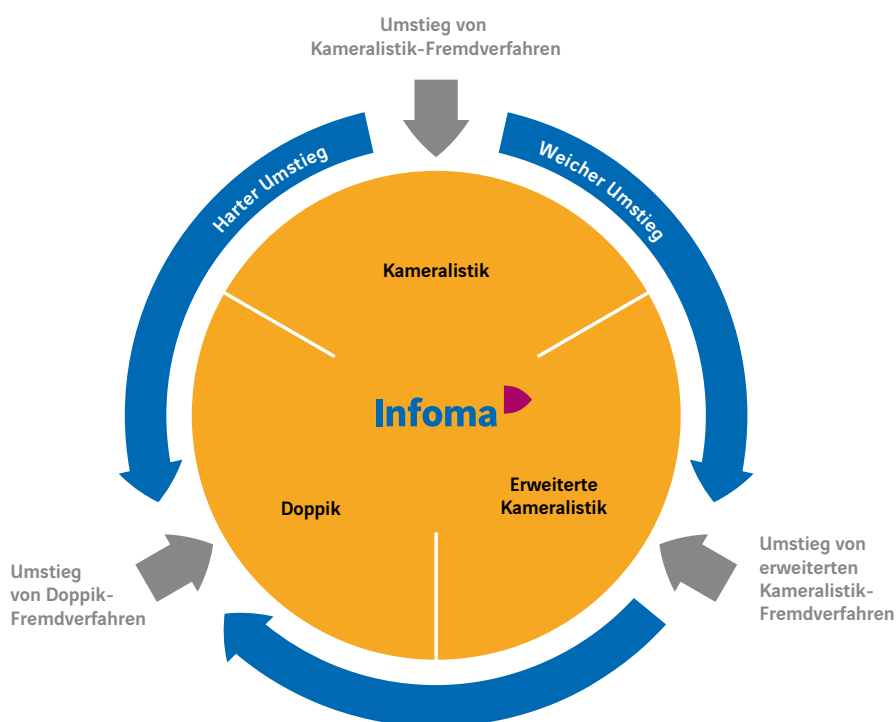 Umstieg von
Kameralistik-Fremdverfahren
Harter Umstieg
Weicher Umstieg
Kameralistik
Infoma
Doppik
Erweiterte
Kameralistik
Umstieg
von Doppik-
Fremdverfahren
Umstieg von
erweiterten
Kameralistik-
Fremdverfahren